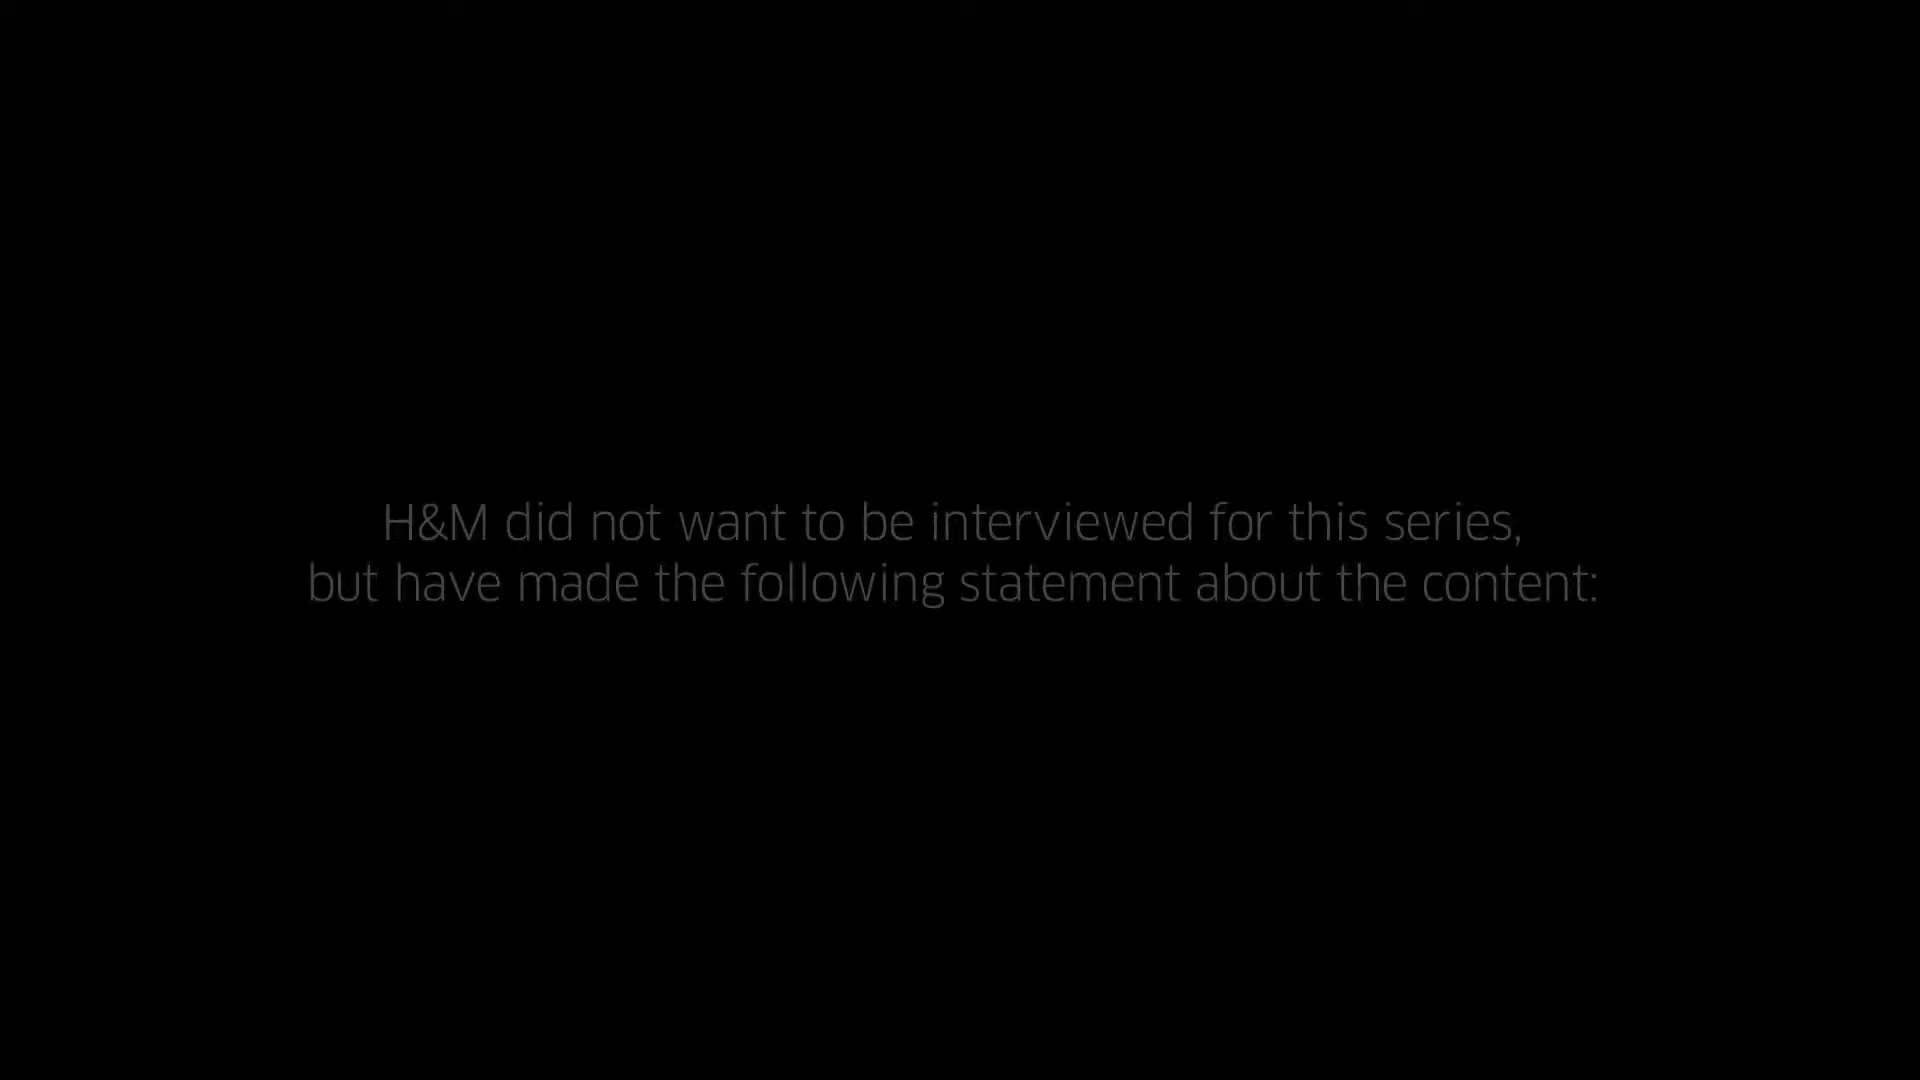 H&M did not want to be interviewed for this series,
but have made the following statement about the content: